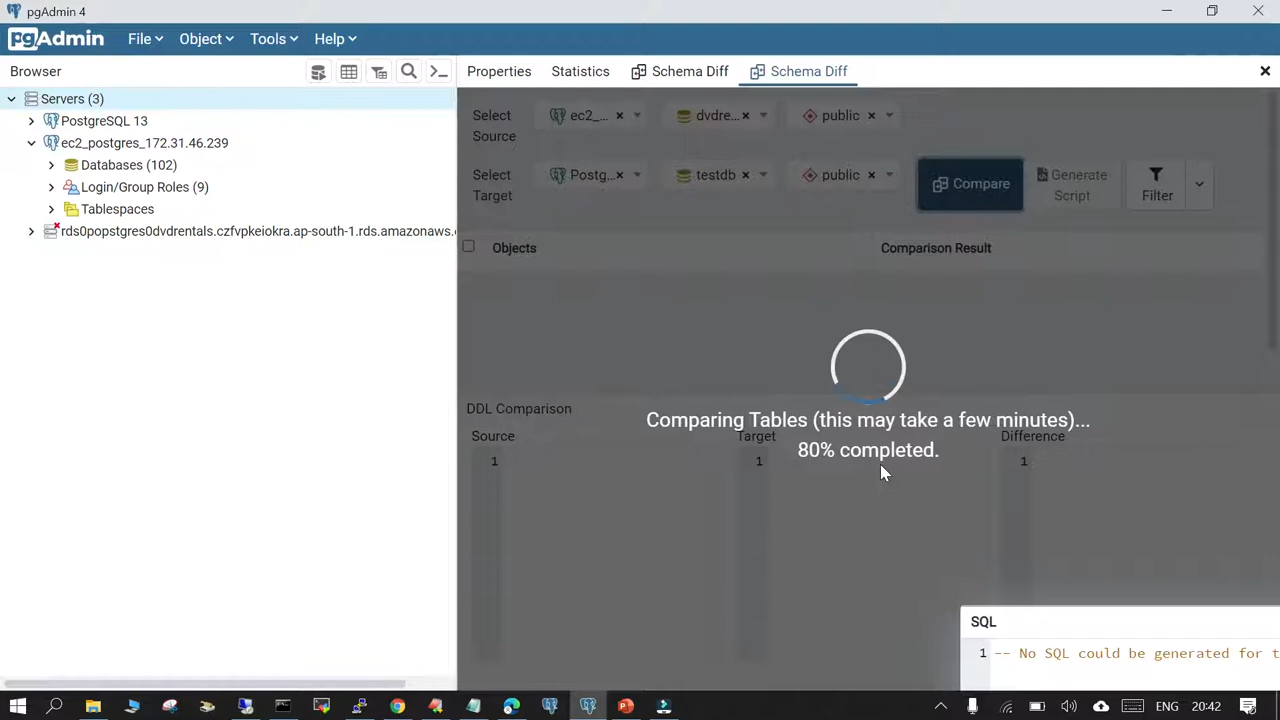 pgAdmin 4
pgAdmin File Object Tools Help
Browser
Properties Statistics Schema Diff Schema Diff
Servers (3)
PostgreSQL 13
ec2_postgres_172.31.46.239
Databases (102)
Login/Group Roles (9)
Tablespaces
rds0popstgres0dvdrentals.czfvpkeiokra.ap-south-1.rds.amazonaws.
Select Source ec2_... × dvdre... × public ×
Select Target Postg... × testdb × public ×
Compare
Generate Script
Filter
Objects Comparison Result
Comparing Tables (this may take a few minutes)...
80% completed.
DDL Comparison
Source Target Difference
1 1 1
SQL
1 -- No SQL could be generated for t
ENG 20:42